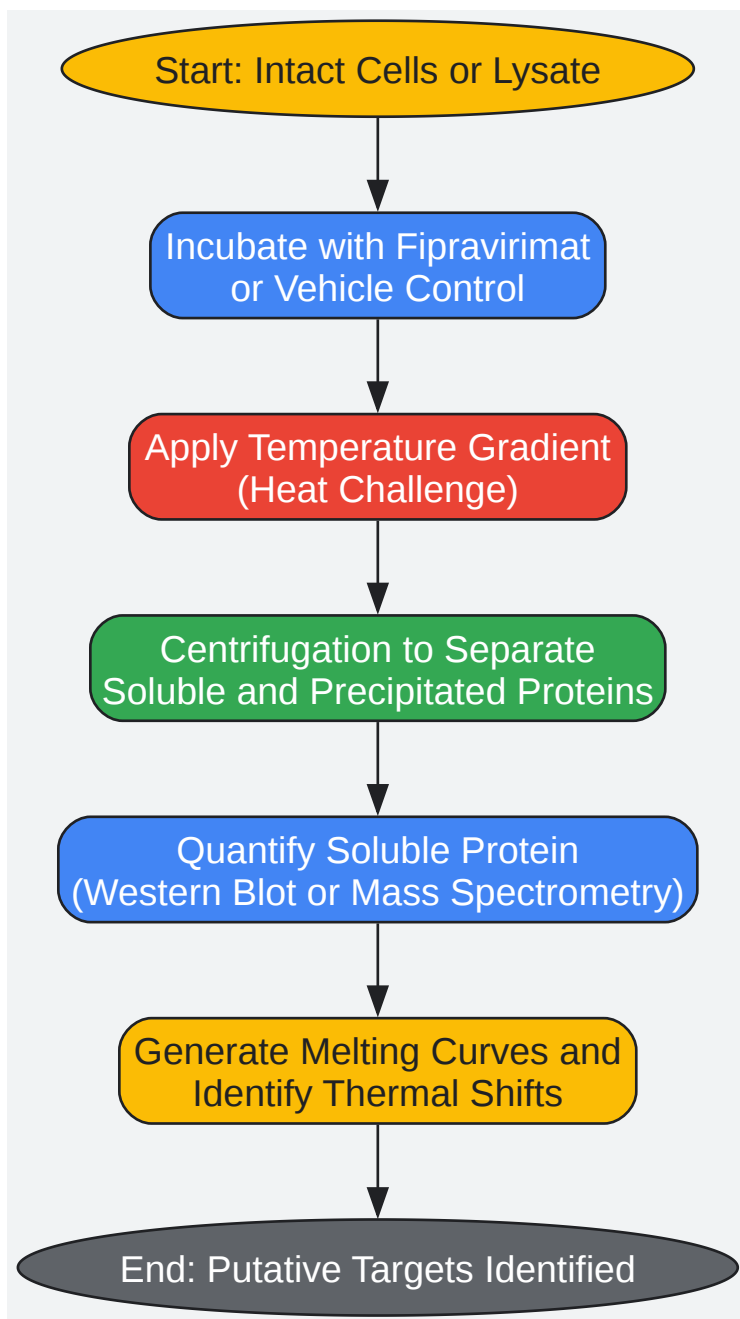 Start: Intact Cells or Lysate
Incubate with Fipravirimat
or Vehicle Control
Apply Temperature Gradient
(Heat Challenge)
Centrifugation to Separate
Soluble and Precipitated Proteins
Quantify Soluble Protein
(Western Blot or Mass Spectrometry)
Generate Melting Curves and
Identify Thermal Shifts
End: Putative Targets Identified